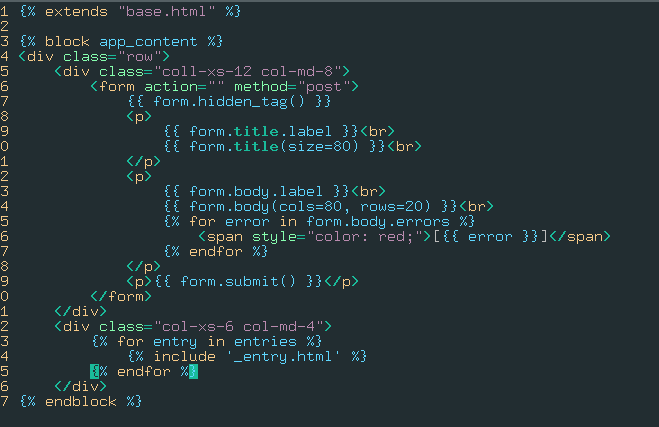 1 {% extends "base.html" %}
2
3 {% block app_content %}
4 <div class="row">
5     <div class="coll-xs-12 col-md-8">
6         <form action="" method="post">
7             {{ form.hidden_tag() }}
8             <p>
9                 {{ form.title.label }}<br>
0                 {{ form.title(size=80) }}<br>
1             </p>
2             <p>
3                 {{ form.body.label }}<br>
4                 {{ form.body(cols=80, rows=20) }}<br>
5                 {% for error in form.body.errors %}
6                     <span style="color: red;">[{{ error }}]</span>
7                 {% endfor %}
8             </p>
9             <p>{{ form.submit() }}</p>
0         </form>
1     </div>
2     <div class="col-xs-6 col-md-4">
3         {% for entry in entries %}
4             {% include '_entry.html' %}
5         {% endfor %}
6     </div>
7 {% endblock %}